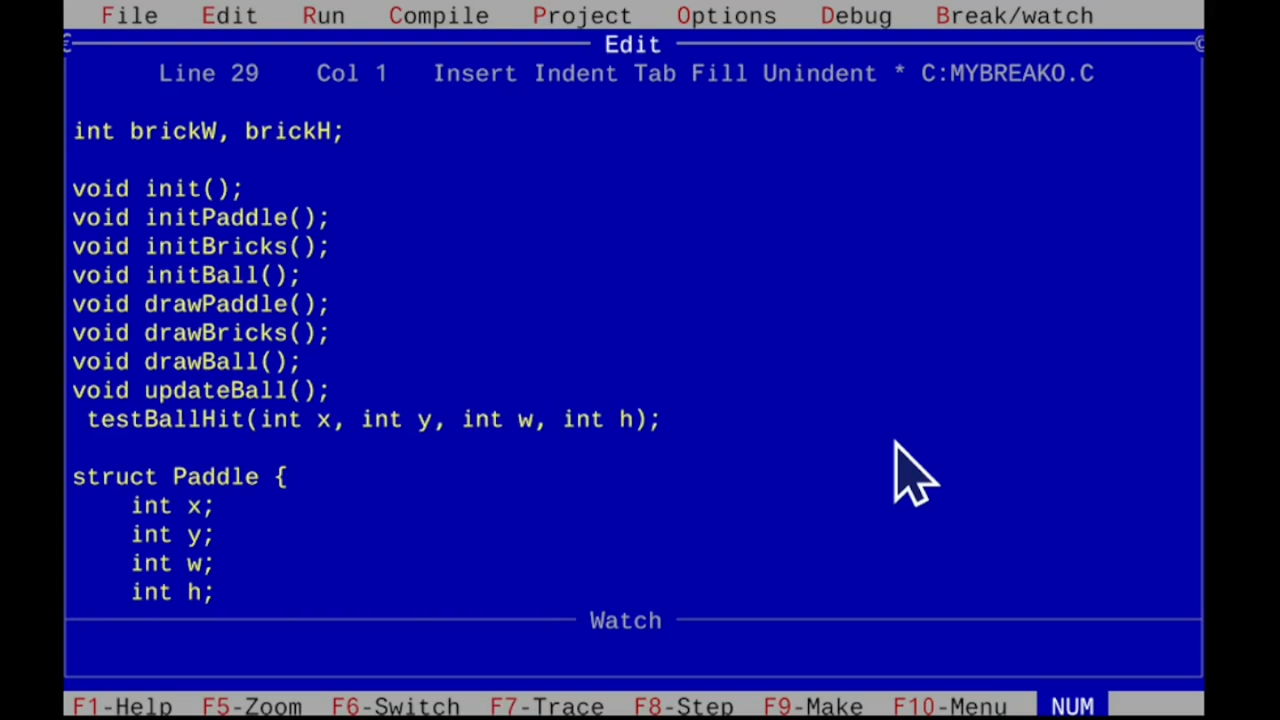 File Edit Run Compile Project Options Debug Break/watch
Edit
Line 29 Col 1 Insert Indent Tab Fill Unindent * C:MYBREAKO.C
int brickW, brickH;
void init();
void initPaddle();
void initBricks();
void initBall();
void drawPaddle();
void drawBricks();
void drawBall();
void updateBall();
testBallHit(int x, int y, int w, int h);
struct Paddle {
int x;
int y;
int w;
int h;
Watch
F1-Help F5-Zoom F6-Switch F7-Trace F8-Step F9-Make F10-Menu NUM